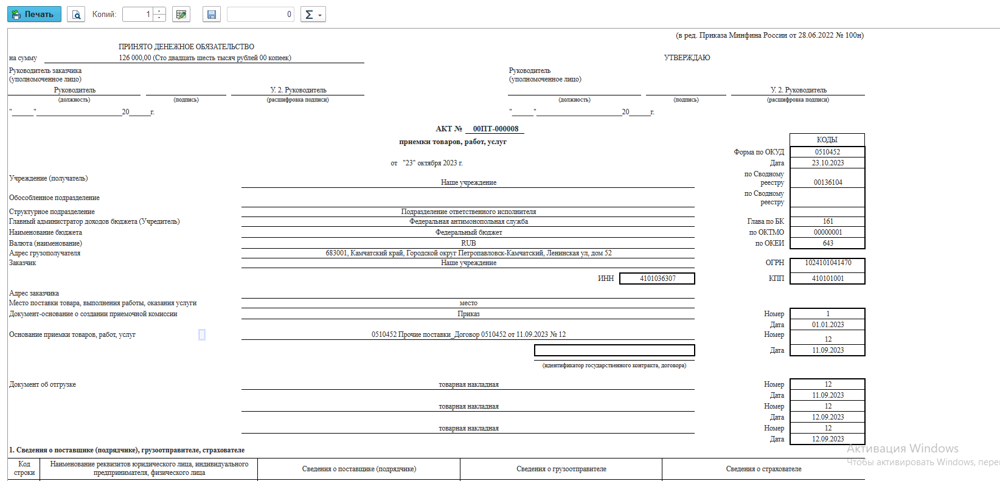 Печать Копий: 1 0 Σ
(в ред. Приказа Минфина России от 28.06.2022 № 100н)
ПРИНЯТО ДЕНЕЖНОЕ ОБЯЗАТЕЛЬСТВО
на сумму 126 000,00 (Сто двадцать шесть тысяч рублей 00 копеек) УТВЕРЖДАЮ
Руководитель заказчика Руководитель
(уполномоченное лицо) (уполномоченное лицо)
Руководитель У. 2. Руководитель У. 2. Руководитель
(должность) (подпись) (расшифровка подписи) (должность) (подпись) (расшифровка подписи)
"______"________________________20______г. "______"________________________20______г.
АКТ № 00ПТ-000008
приемки товаров, работ, услуг КОДЫ
Форма по ОКУД 0510452
от "23" октября 2023 г. Дата 23.10.2023
Учреждение (получатель) Наше учреждение по Сводному реестру 00136104
Обособленное подразделение по Сводному реестру
Структурное подразделение Подразделение ответственного исполнителя
Главный администратор доходов бюджета (Учредитель) Федеральная антимонопольная служба Глава по БК 161
Наименование бюджета Федеральный бюджет по ОКТМО 00000001
Валюта (наименование) RUB по ОКЕИ 643
Адрес грузополучателя 683001, Камчатский край, Городской округ Петропавловск-Камчатский, Ленинская ул, дом 52
Заказчик Наше учреждение ОГРН 1024101041470
ИНН 4101036307 КПП 410101001
Адрес заказчика
Место поставки товара, выполнения работы, оказания услуги место
Документ-основание о создании приемочной комиссии Приказ Номер 1
Дата 01.01.2023
Основание приемки товаров, работ, услуг 0510452 Прочие поставки_Договор 0510452 от 11.09.2023 № 12 Номер 12
Дата 11.09.2023
(идентификатор государственного контракта, договора)
Документ об отгрузке товарная накладная Номер 12
Дата 11.09.2023
товарная накладная Номер 12
Дата 12.09.2023
товарная накладная Номер 12
Дата 12.09.2023
1. Сведения о поставщике (подрядчике), грузоотправителе, страхователе
Активация Windows
Чтобы активировать Windows, пере
Код строки Наименование реквизитов юридического лица, индивидуального предпринимателя, физического лица Сведения о поставщике (подрядчике) Сведения о грузоотправителе Сведения о страхователе